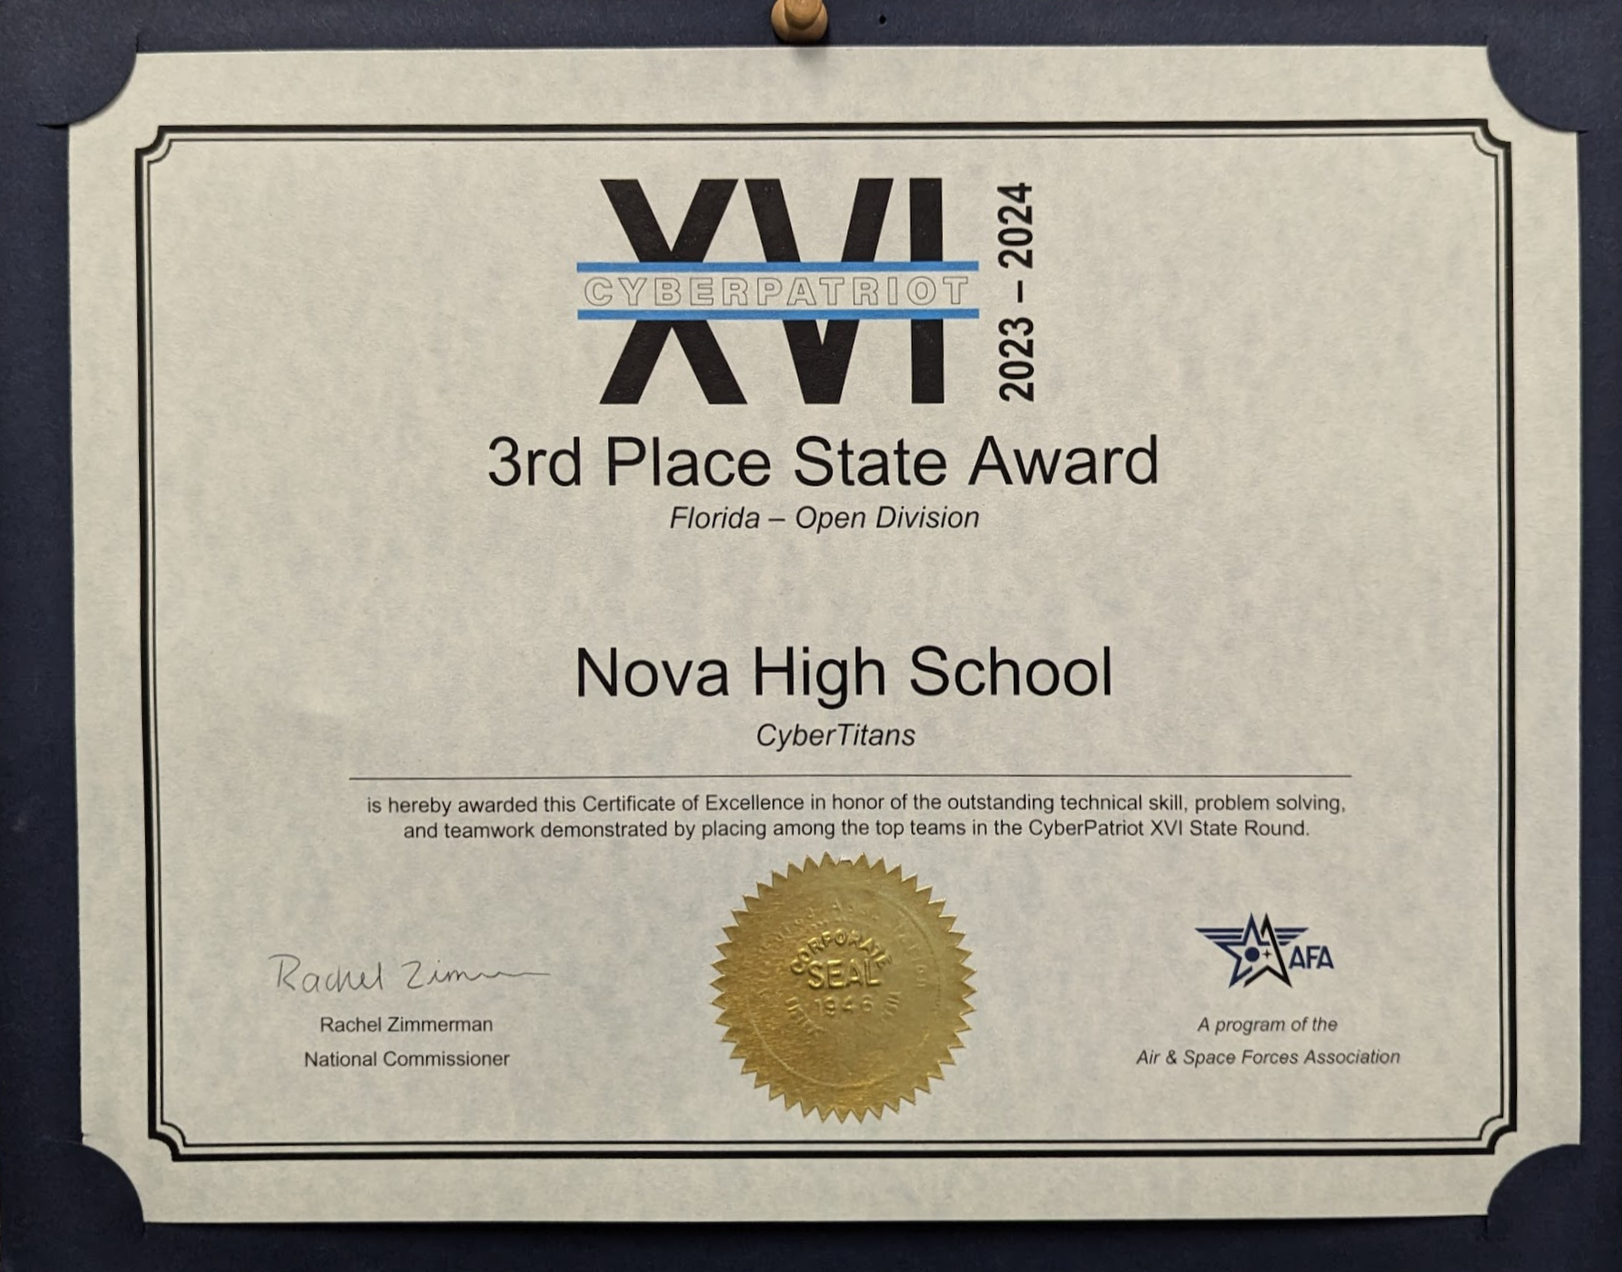 XVI
CYBERPATRIOT
2023 – 2024
3rd Place State Award
Florida – Open Division
Nova High School
CyberTitans
is hereby awarded this Certificate of Excellence in honor of the outstanding technical skill, problem solving,
and teamwork demonstrated by placing among the top teams in the CyberPatriot XVI State Round.
Rachel Zimmerman
National Commissioner
CORPORATE
SEAL
1946
AFA
A program of the
Air & Space Forces Association